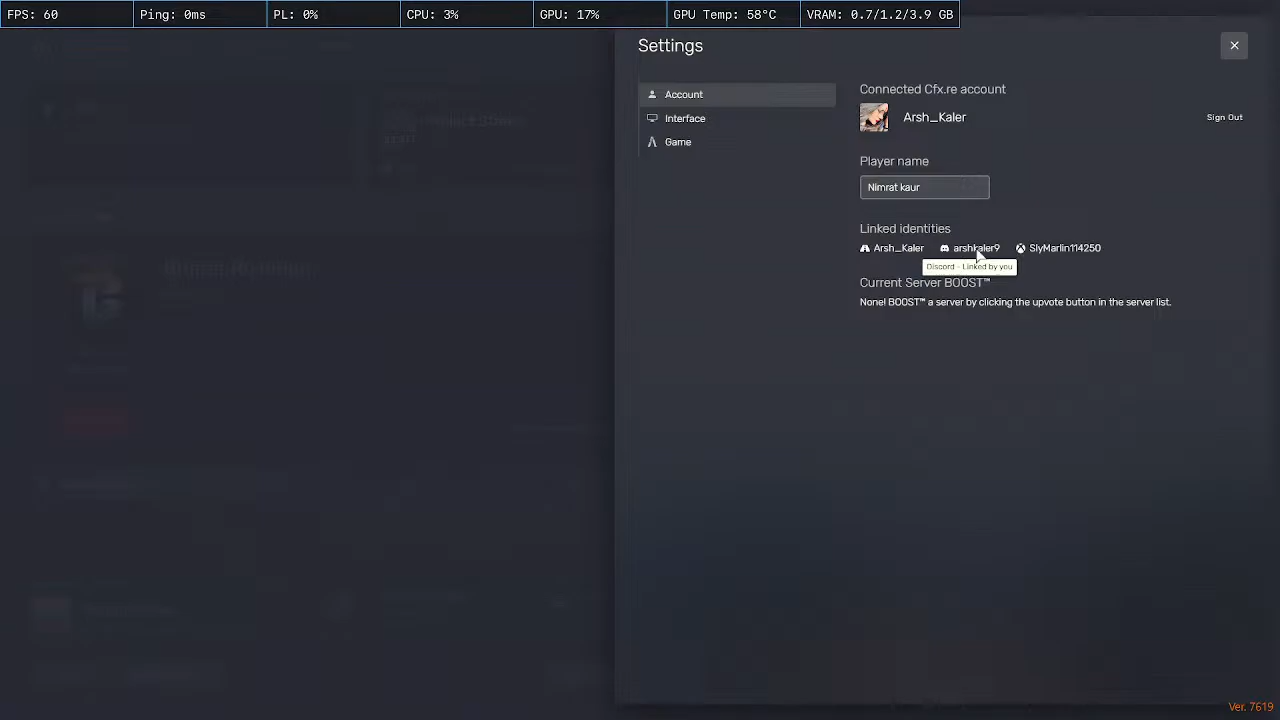 FPS: 60 Ping: 0ms PL: 0% CPU: 3% GPU: 17% GPU Temp: 58°C VRAM: 0.7/1.2/3.9 GB
Settings
Account
Interface
Game
Connected Cfx.re account
Arsh_Kaler
Sign Out
Player name
Nimrat kaur
Linked identities
Arsh_Kaler arshkaler9 SlyMarlin114250
Discord - Linked by you
Current Server BOOST™
None! BOOST™ a server by clicking the upvote button in the server list.
Ver. 7619